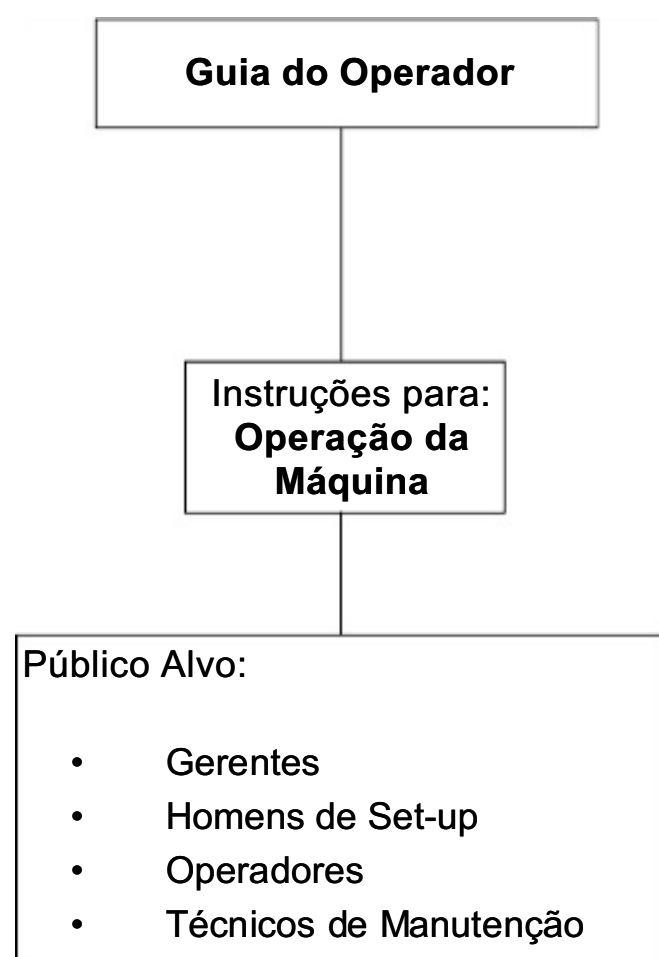 Guia do Operador
Instruções para:
Operação da
Máquina
Público Alvo:
• Gerentes
• Homens de Set-up
• Operadores
• Técnicos de Manutenção